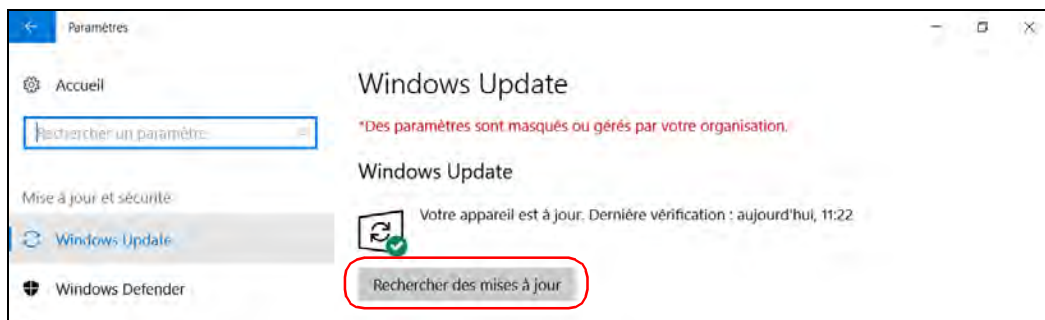 Paramètres
Accueil
Rechercher un paramètre
Mise à jour et sécurité
Windows Update
Windows Defender
Windows Update
*Des paramètres sont masqués ou gérés par votre organisation.
Windows Update
Votre appareil est à jour. Dernière vérification : aujourd'hui, 11:22
Rechercher des mises à jour